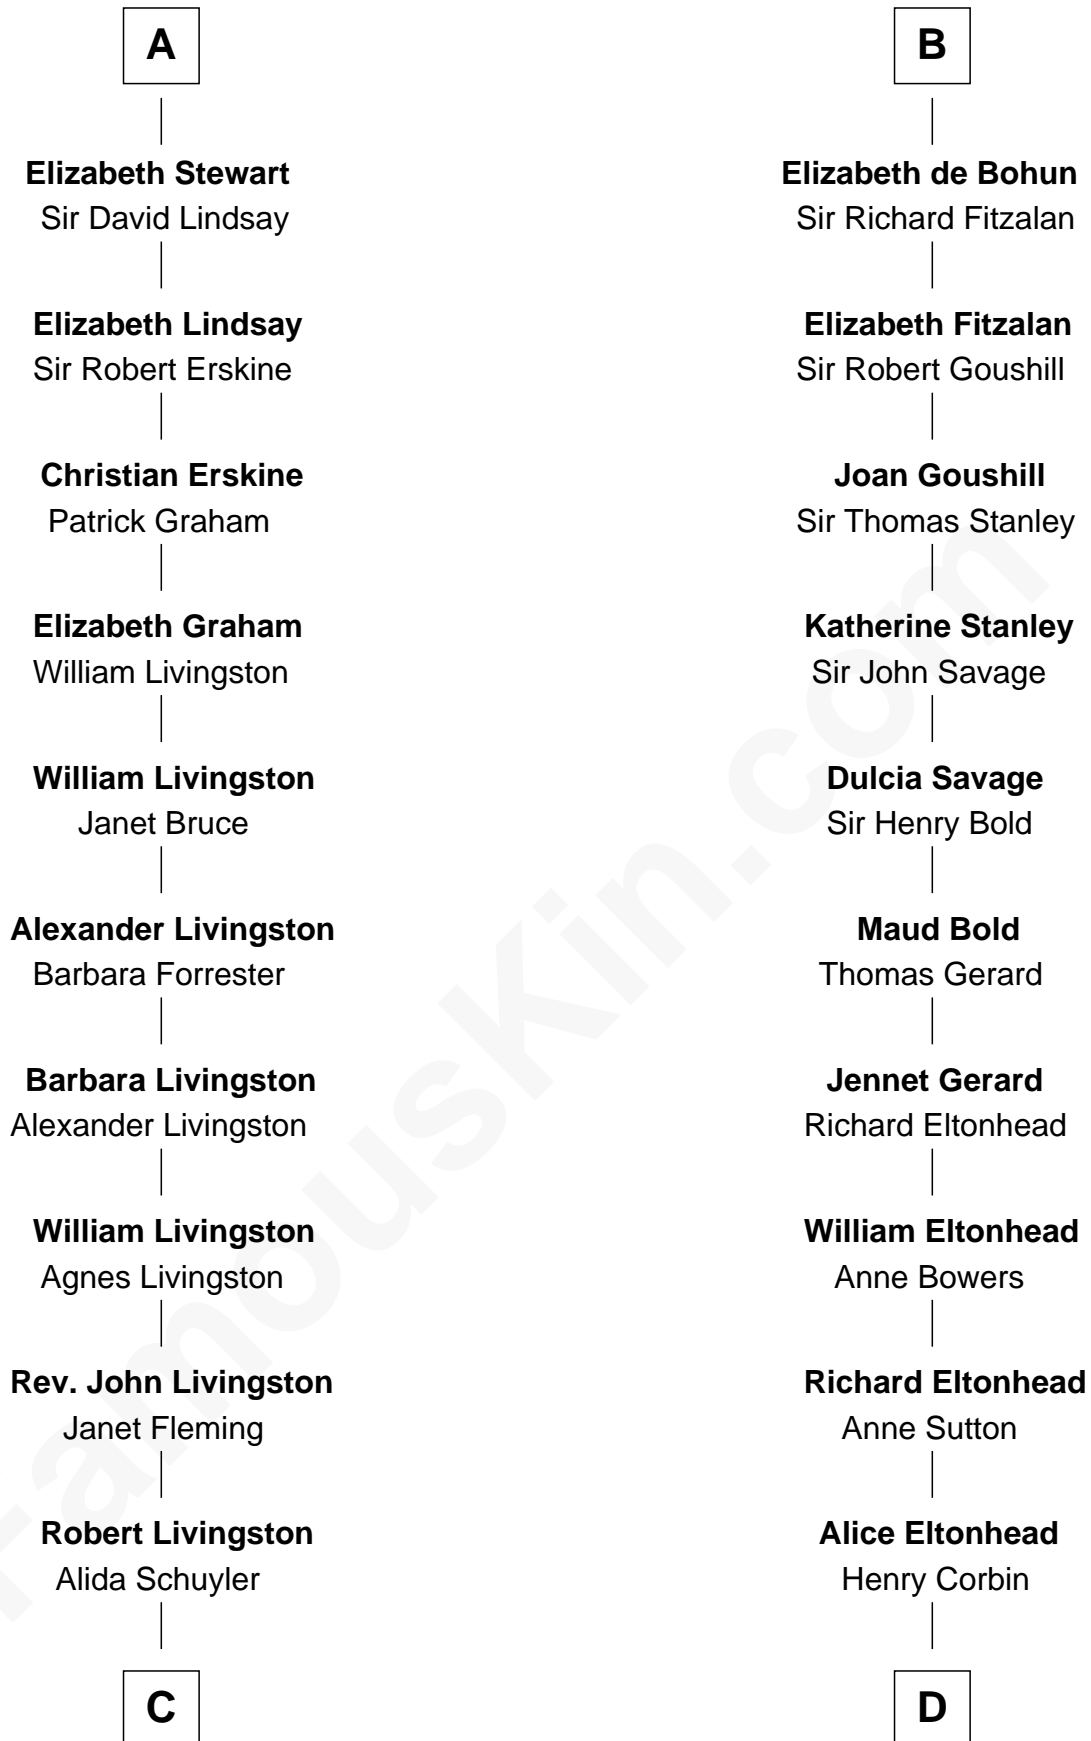 A
Elizabeth Stewart
Sir David Lindsay
Elizabeth Lindsay
Sir Robert Erskine
Christian Erskine
Patrick Graham
Elizabeth Graham
William Livingston
William Livingston
Janet Bruce
Alexander Livingston
Barbara Forrester
Barbara Livingston
Alexander Livingston
William Livingston
Agnes Livingston
Rev. John Livingston
Janet Fleming
Robert Livingston
Alida Schuyler
C
B
Elizabeth de Bohun
Sir Richard Fitzalan
Elizabeth Fitzalan
Sir Robert Goushill
Joan Goushill
Sir Thomas Stanley
Katherine Stanley
Sir John Savage
Dulcia Savage
Sir Henry Bold
Maud Bold
Thomas Gerard
Jennet Gerard
Richard Eltonhead
William Eltonhead
Anne Bowers
Richard Eltonhead
Anne Sutton
Alice Eltonhead
Henry Corbin
D
FamousKin.com